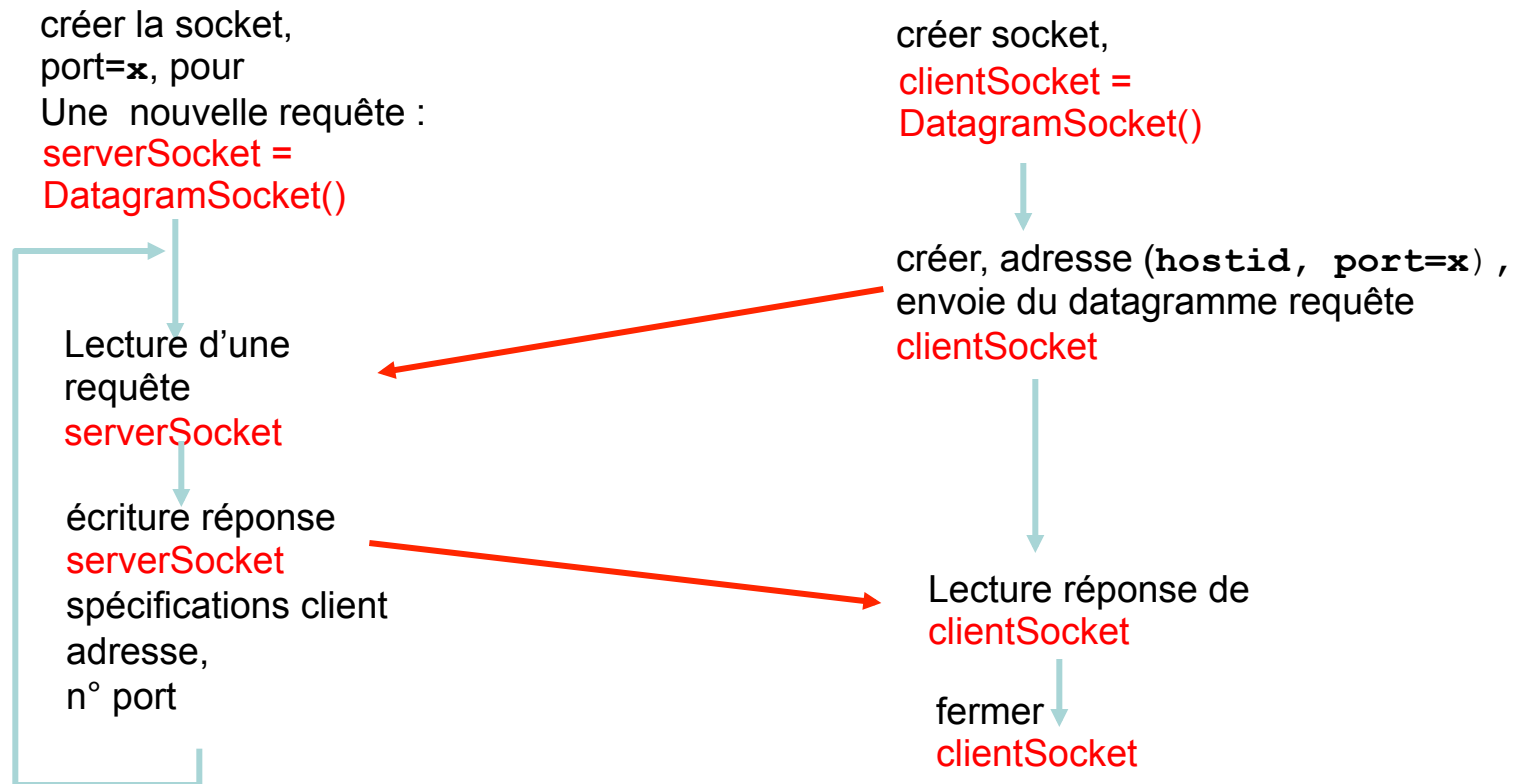 créer la socket,
port=x, pour
Une nouvelle requête :
serverSocket =
DatagramSocket()
Lecture d’une
requête
serverSocket
écriture réponse
serverSocket
spécifications client
adresse,
n° port
créer socket,
clientSocket =
DatagramSocket()
créer, adresse (hostid, port=x),
envoie du datagramme requête
clientSocket
Lecture réponse de
clientSocket
fermer
clientSocket